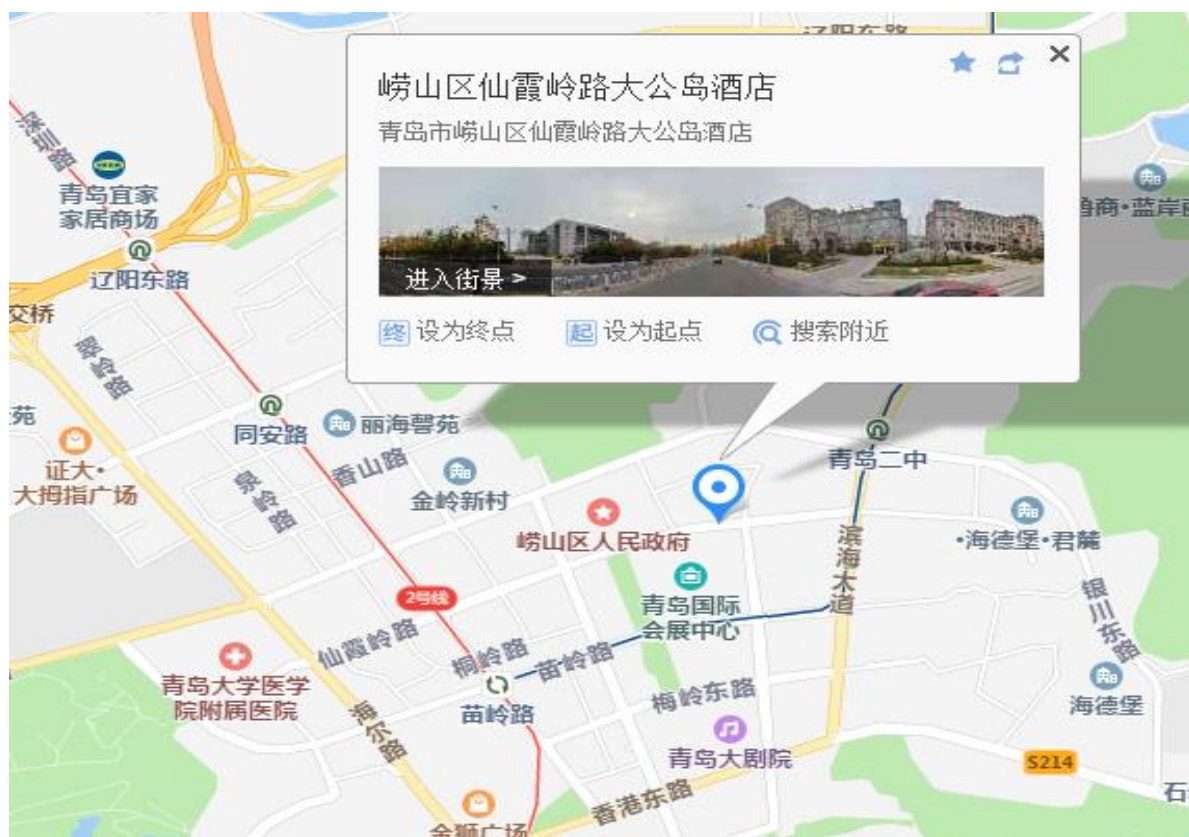 辽阳东路
崂山区仙霞岭路大公岛酒店
青岛市崂山区仙霞岭路大公岛酒店
进入街景 >
终 设为终点
起 设为起点
搜索附近
深圳路
青岛宜家
家居商场
辽阳东路
交桥
翠岭路
苑
证大·
大拇指广场
同安路
丽海馨苑
香山路
泉岭路
金岭新村
崂山区人民政府
青岛二中
鲁商·蓝岸
·海德堡·君麓
滨海大道
银川东路
青岛国际
会展中心
2号线
仙霞岭路
桐岭路
苗岭路
苗岭路
青岛大学医学
院附属医院
海尔路
梅岭东路
海德堡
青岛大剧院
S214
香港东路
金狮广场
石